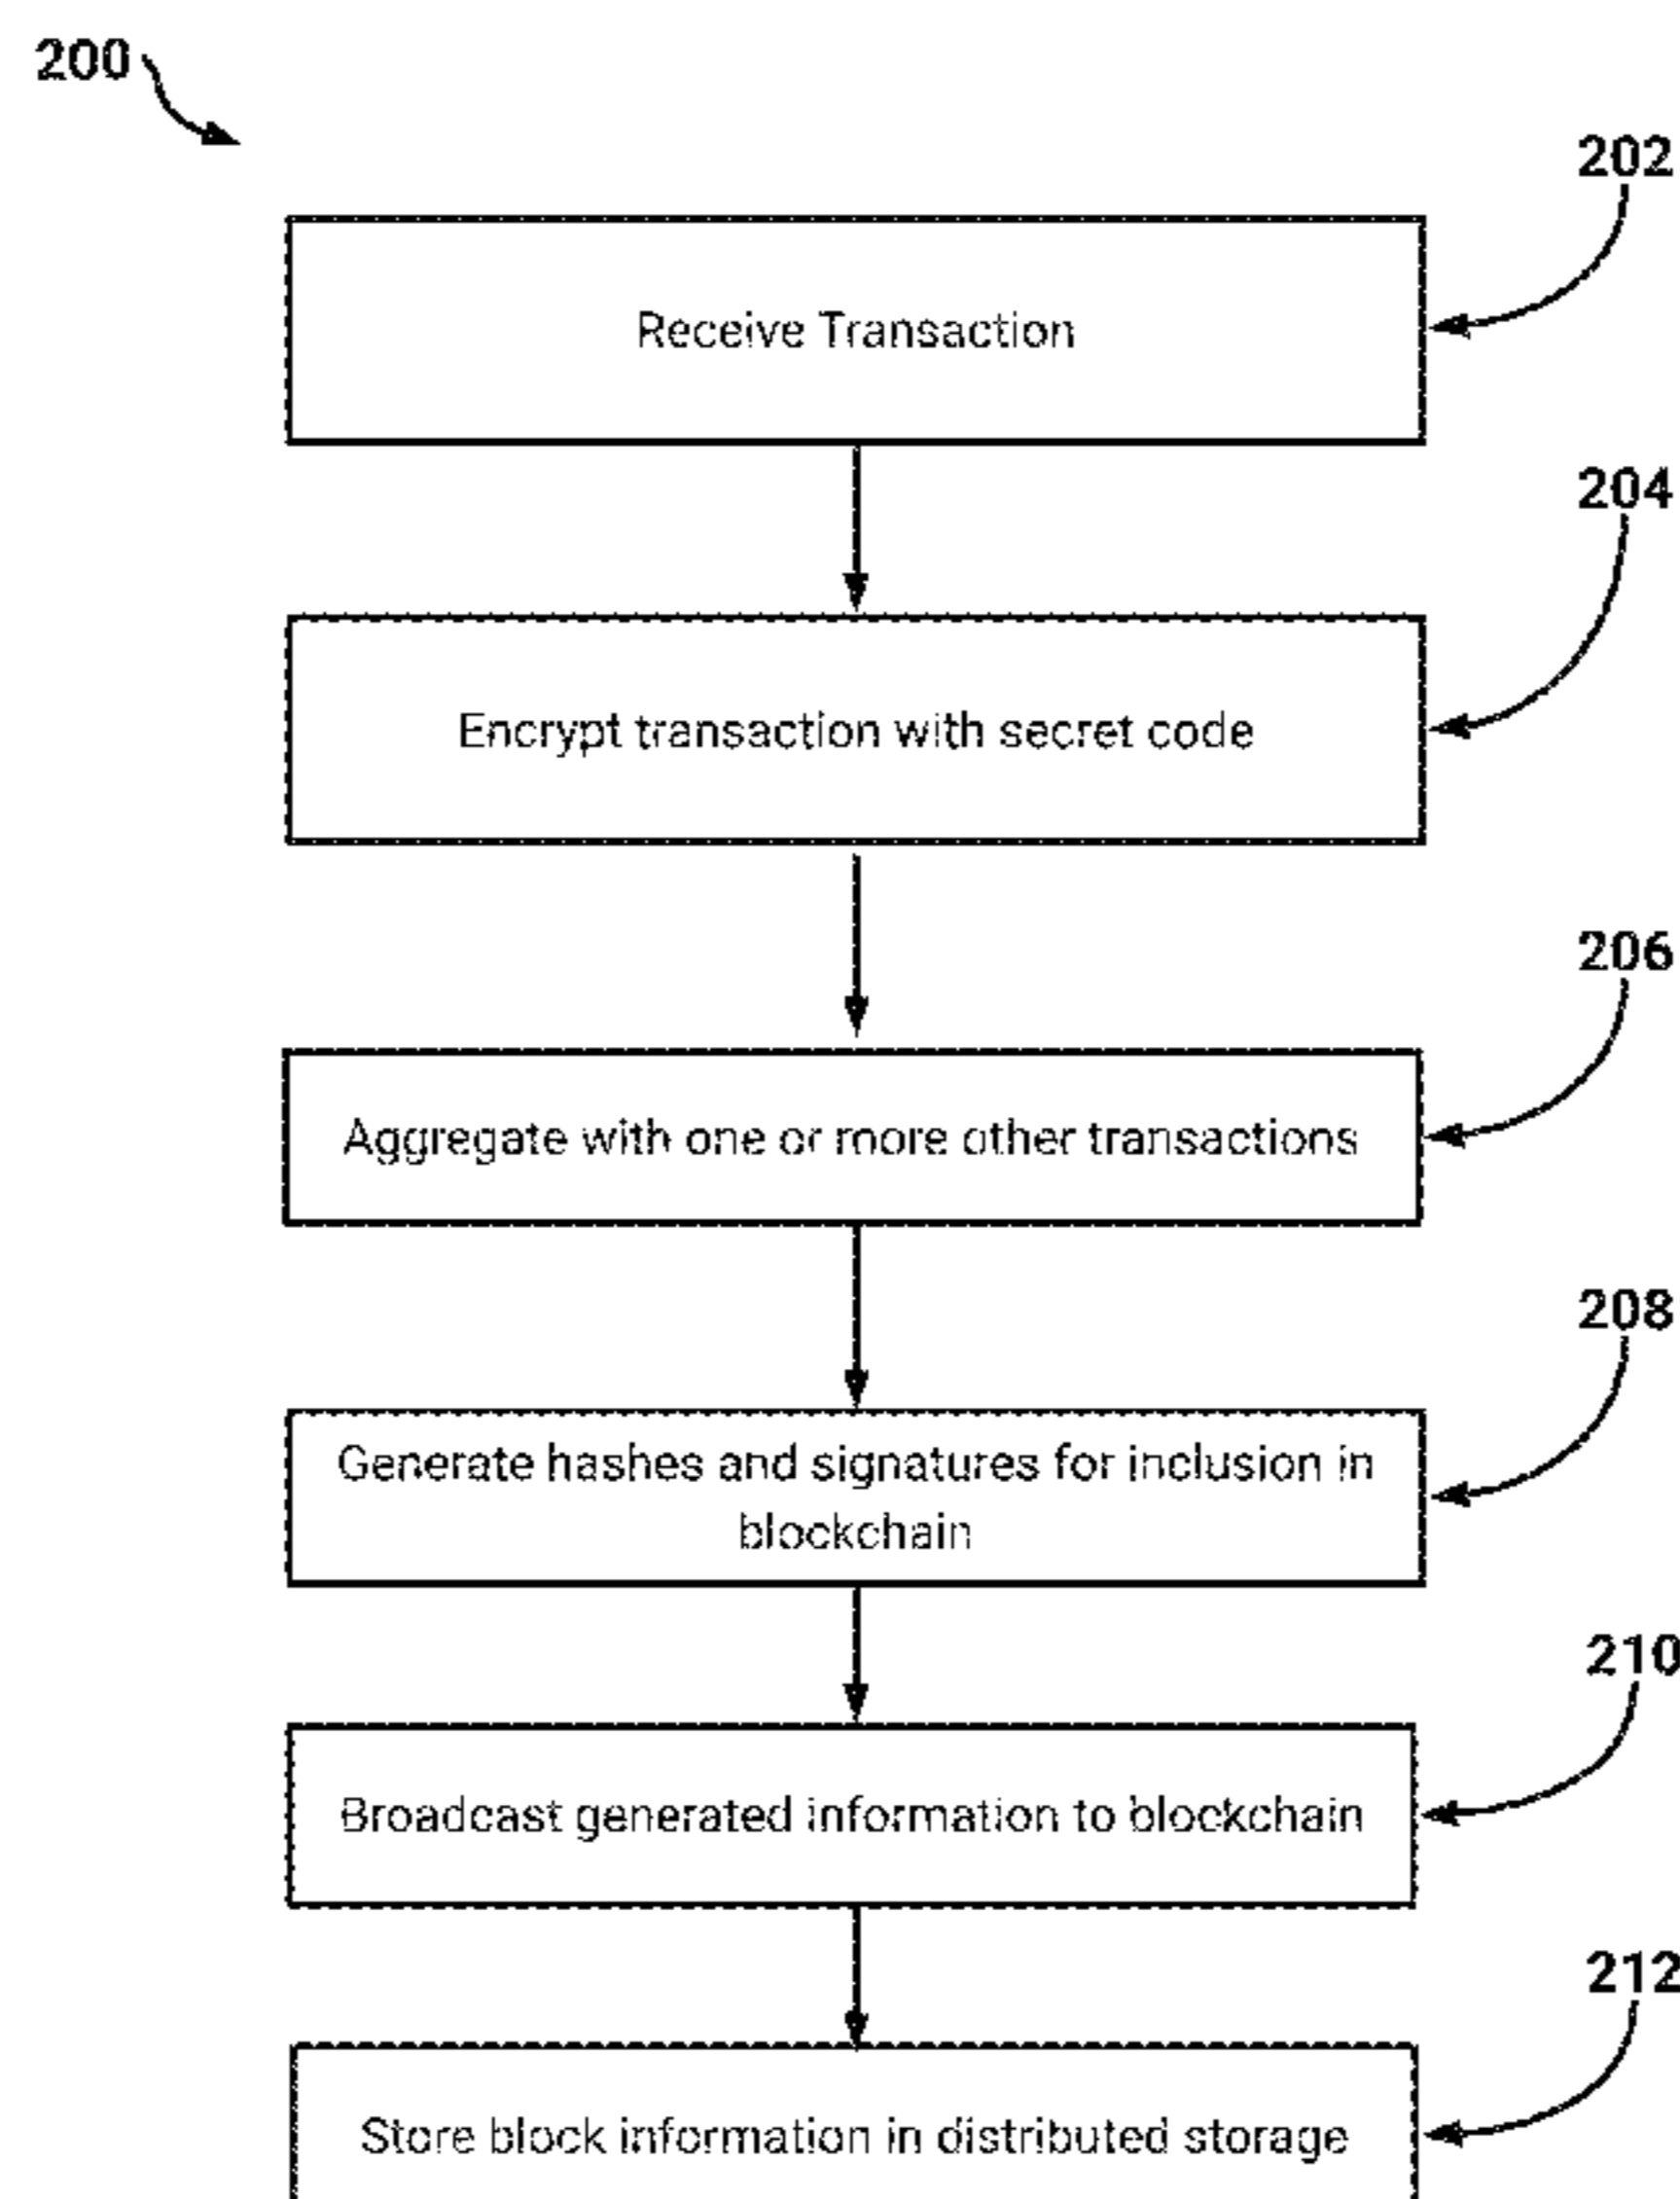 200
202
Receive Transaction
204
Encrypt transaction with secret code
206
Aggregate with one or more other transactions
208
Generate hashes and signatures for inclusion in
blockchain
210
Broadcast generated information to blockchain
212
Store block information in distributed storage